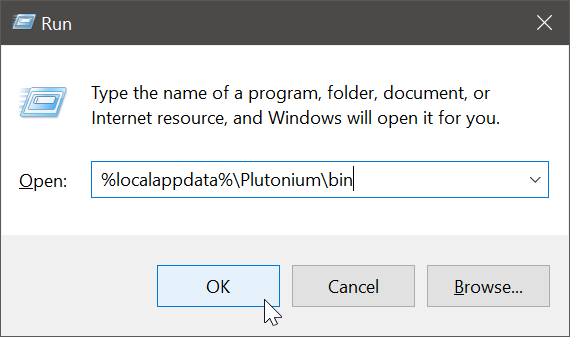 Run
Type the name of a program, folder, document, or
Internet resource, and Windows will open it for you.
Open: %localappdata%\Plutonium\bin
OK Cancel Browse...